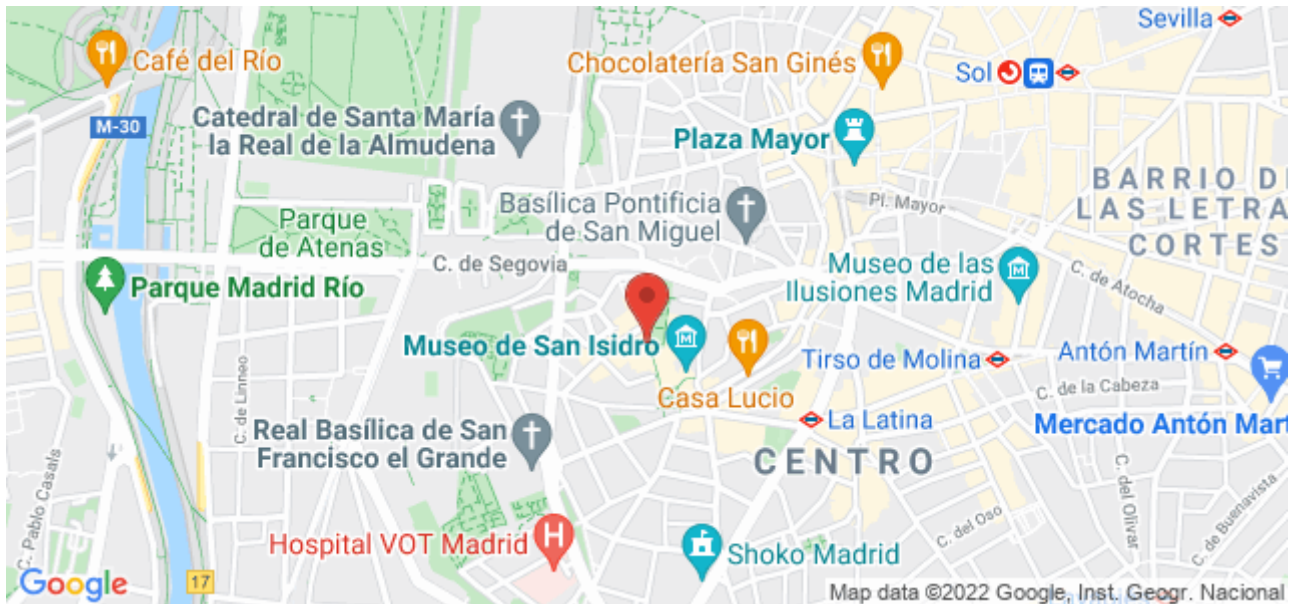 Sevilla
Café del Río
Chocolatería San Ginés
Sol
M-30
Catedral de Santa María
la Real de la Almudena
Plaza Mayor
BARRIO D
LAS LETRA
CORTES
Basílica Pontificia
de San Miguel
Pl. Mayor
Parque
de Atenas
C. de Segovia
Museo de las
Ilusiones Madrid
C. de Atocha
Parque Madrid Río
Museo de San Isidro
Tirso de Molina
Antón Martín
C. de Linneo
Casa Lucio
C. de la Cabeza
La Latina
Mercado Antón Mart
Real Basílica de San
Francisco el Grande
CENTRO
C. Pablo Casals
C. del Olivar
C. de Buenavista
C. del Oso
Hospital VOT Madrid
Shoko Madrid
Google
17
Map data ©2022 Google, Inst. Geogr. Nacional